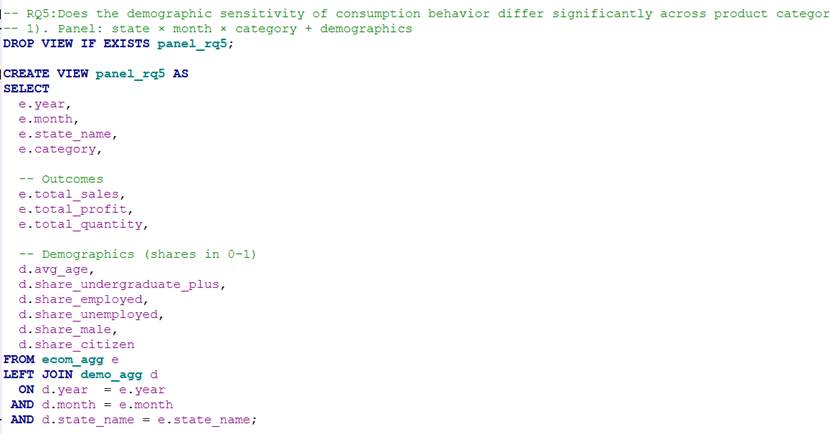 -- RQ5:Does the demographic sensitivity of consumption behavior differ significantly across product categor
-- 1). Panel: state × month × category + demographics
DROP VIEW IF EXISTS panel_rq5;
CREATE VIEW panel_rq5 AS
SELECT
e.year,
e.month,
e.state_name,
e.category,
-- Outcomes
e.total_sales,
e.total_profit,
e.total_quantity,
-- Demographics (shares in 0–1)
d.avg_age,
d.share_undergraduate_plus,
d.share_employed,
d.share_unemployed,
d.share_male,
d.share_citizen
FROM ecom_agg e
LEFT JOIN demo_agg d
ON d.year  = e.year
AND d.month = e.month
AND d.state_name = e.state_name;